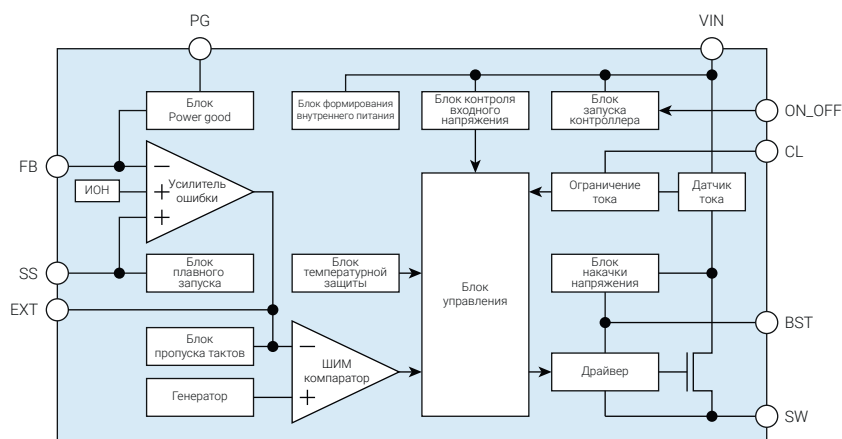 PG
VIN
Блок
Power good
Блок формирования
внутреннего питания
Блок контроля
входного
напряжения
Блок
запуска
контроллера
ON_OFF
CL
FB
ИОН
Усилитель
ошибки
Ограничение
тока
Датчик
тока
SS
Блок
плавного
запуска
Блок
температурной
защиты
Блок
управления
Блок
накачки
напряжения
EXT
BST
Блок
пропуска тактов
ШИМ
компаратор
Драйвер
Генератор
SW